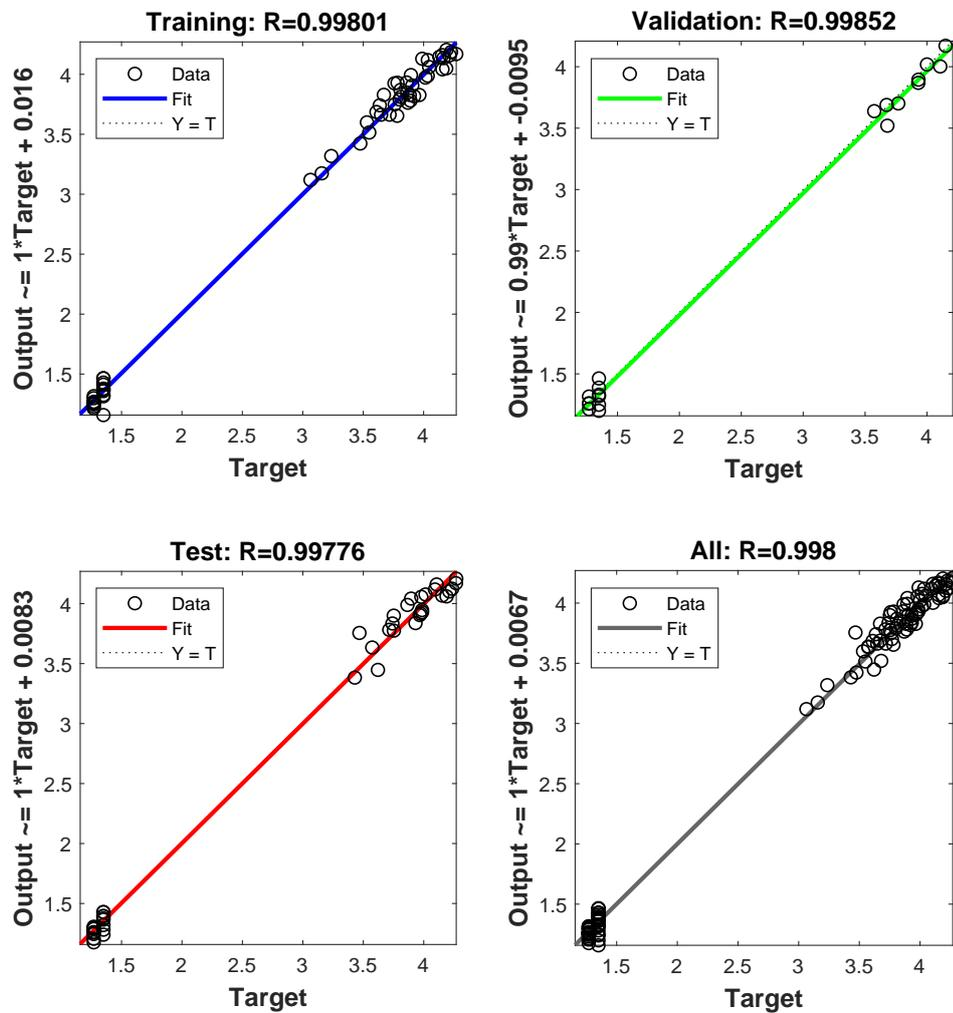 Training: R=0.99801
Output ~= 1*Target + 0.016
4
3.5
3
2.5
2
1.5
Data
Fit
Y = T
1.5 2 2.5 3 3.5 4
Target
Validation: R=0.99852
Output ~= 0.99*Target + -0.0095
4
3.5
3
2.5
2
1.5
Data
Fit
Y = T
1.5 2 2.5 3 3.5 4
Target
Test: R=0.99776
Output ~= 1*Target + 0.0083
4
3.5
3
2.5
2
1.5
Data
Fit
Y = T
1.5 2 2.5 3 3.5 4
Target
All: R=0.998
Output ~= 1*Target + 0.0067
4
3.5
3
2.5
2
1.5
Data
Fit
Y = T
1.5 2 2.5 3 3.5 4
Target